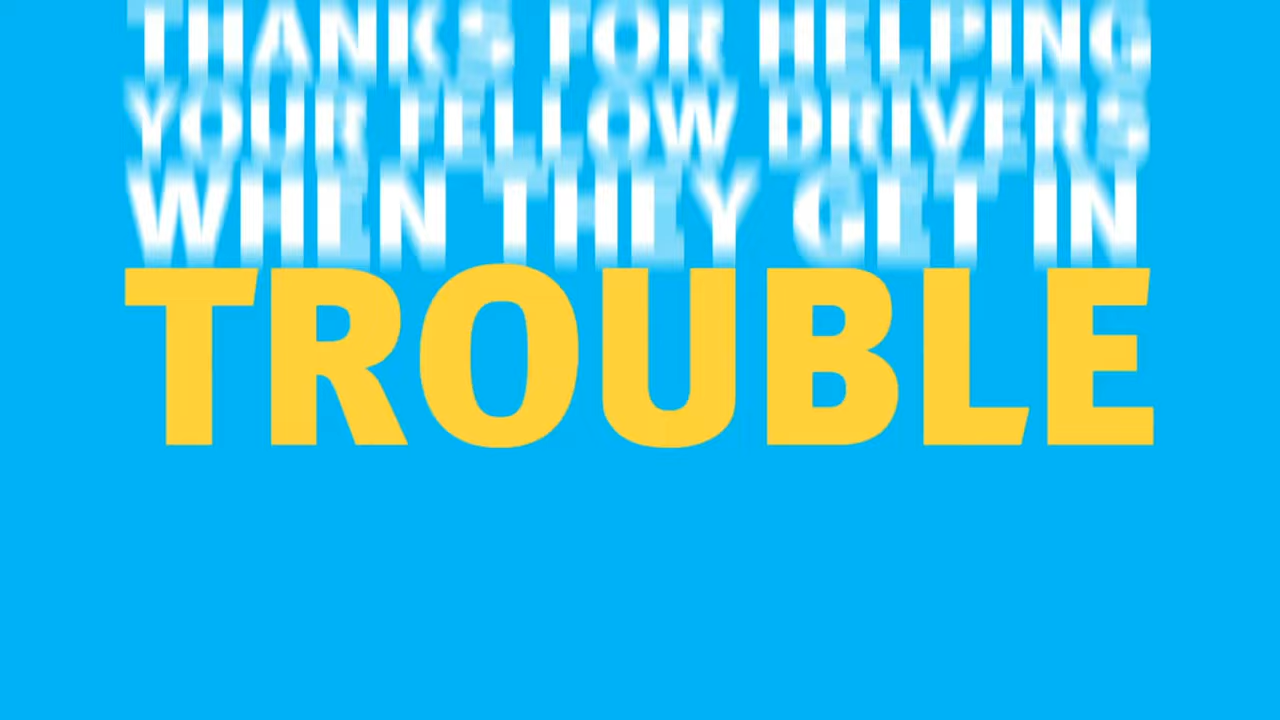 THANKS FOR HELPING
YOUR FELLOW DRIVERS
WHEN THEY GET IN
TROUBLE